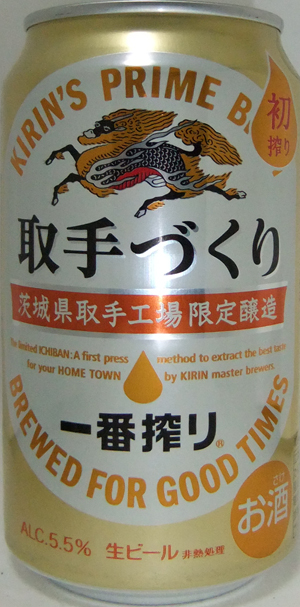 KIRIN'S PRIME B
初
搾り
取手づくり
茨城県取手工場限定醸造
The limited ICHIBAN: A first press method to extract the best taste
for your HOME TOWN by KIRIN master brewers.
一番搾り®
BREWED FOR GOOD TIMES
おさけ
お酒
ALC.5.5% 生ビール 非熱処理